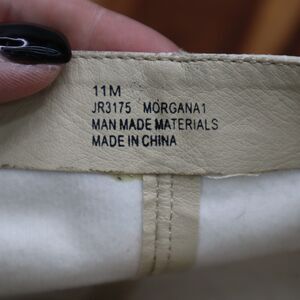 11M
JR3175 MORGANA1
MAN MADE MATERIALS
MADE IN CHINA